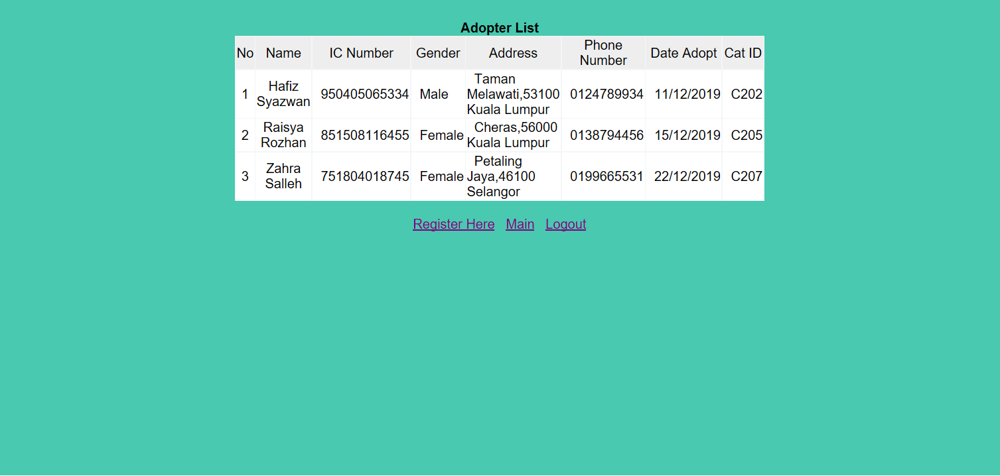 Adopter List
No Name IC Number Gender Address Phone Number Date Adopt Cat ID
1 Hafiz Syazwan 950405065334 Male Taman Melawati,53100 Kuala Lumpur 0124789934 11/12/2019 C202
2 Raisya Rozhan 851508116455 Female Cheras,56000 Kuala Lumpur 0138794456 15/12/2019 C205
3 Zahra Salleh 751804018745 Female Petaling Jaya,46100 Selangor 0199665531 22/12/2019 C207
Register Here Main Logout